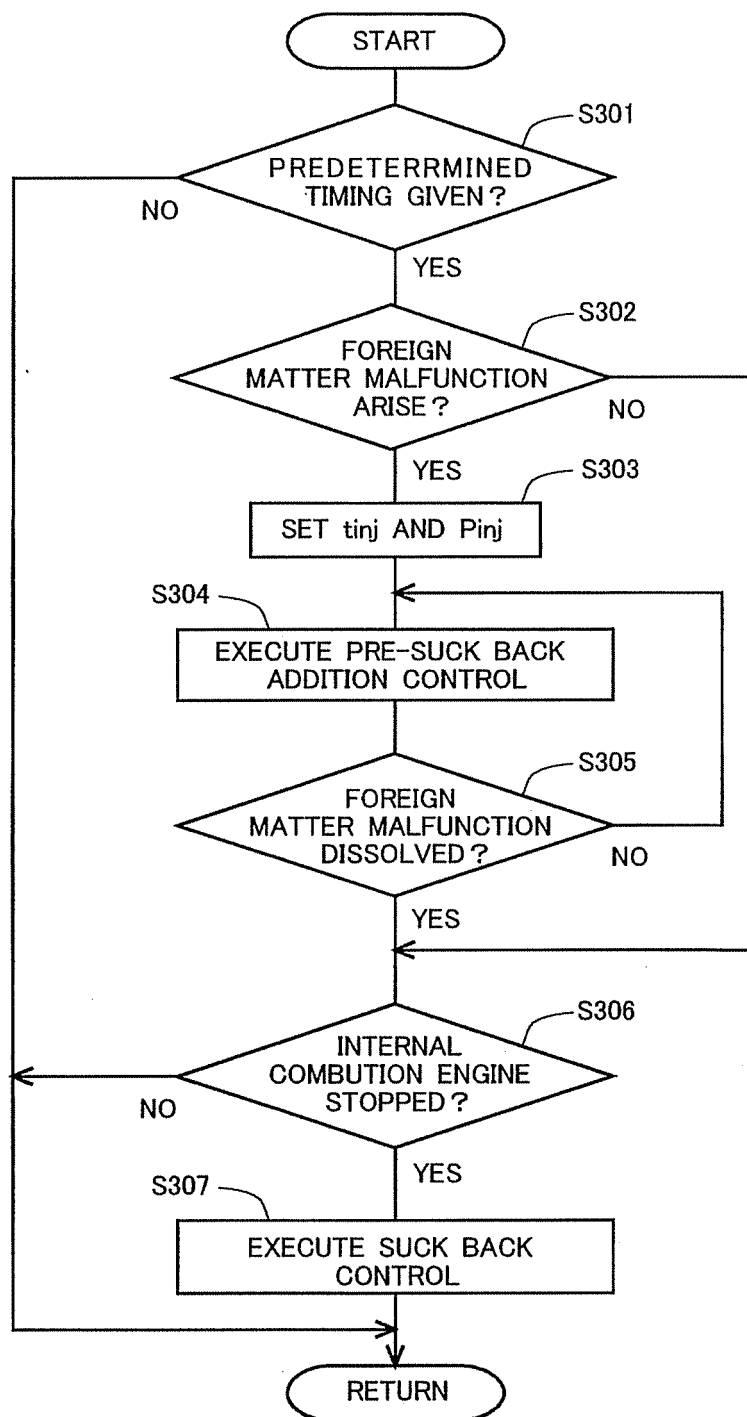 START
S301
PREDETERRMINED
TIMING GIVEN?
NO
YES
S302
FOREIGN
MATTER MALFUNCTION
ARISE?
NO
YES
S303
SET tinj AND Pinj
S304
EXECUTE PRE-SUCK BACK
ADDITION CONTROL
S305
FOREIGN
MATTER MALFUNCTION
DISSOLVED?
NO
YES
S306
INTERNAL
COMBUTION ENGINE
STOPPED?
NO
YES
S307
EXECUTE SUCK BACK
CONTROL
RETURN